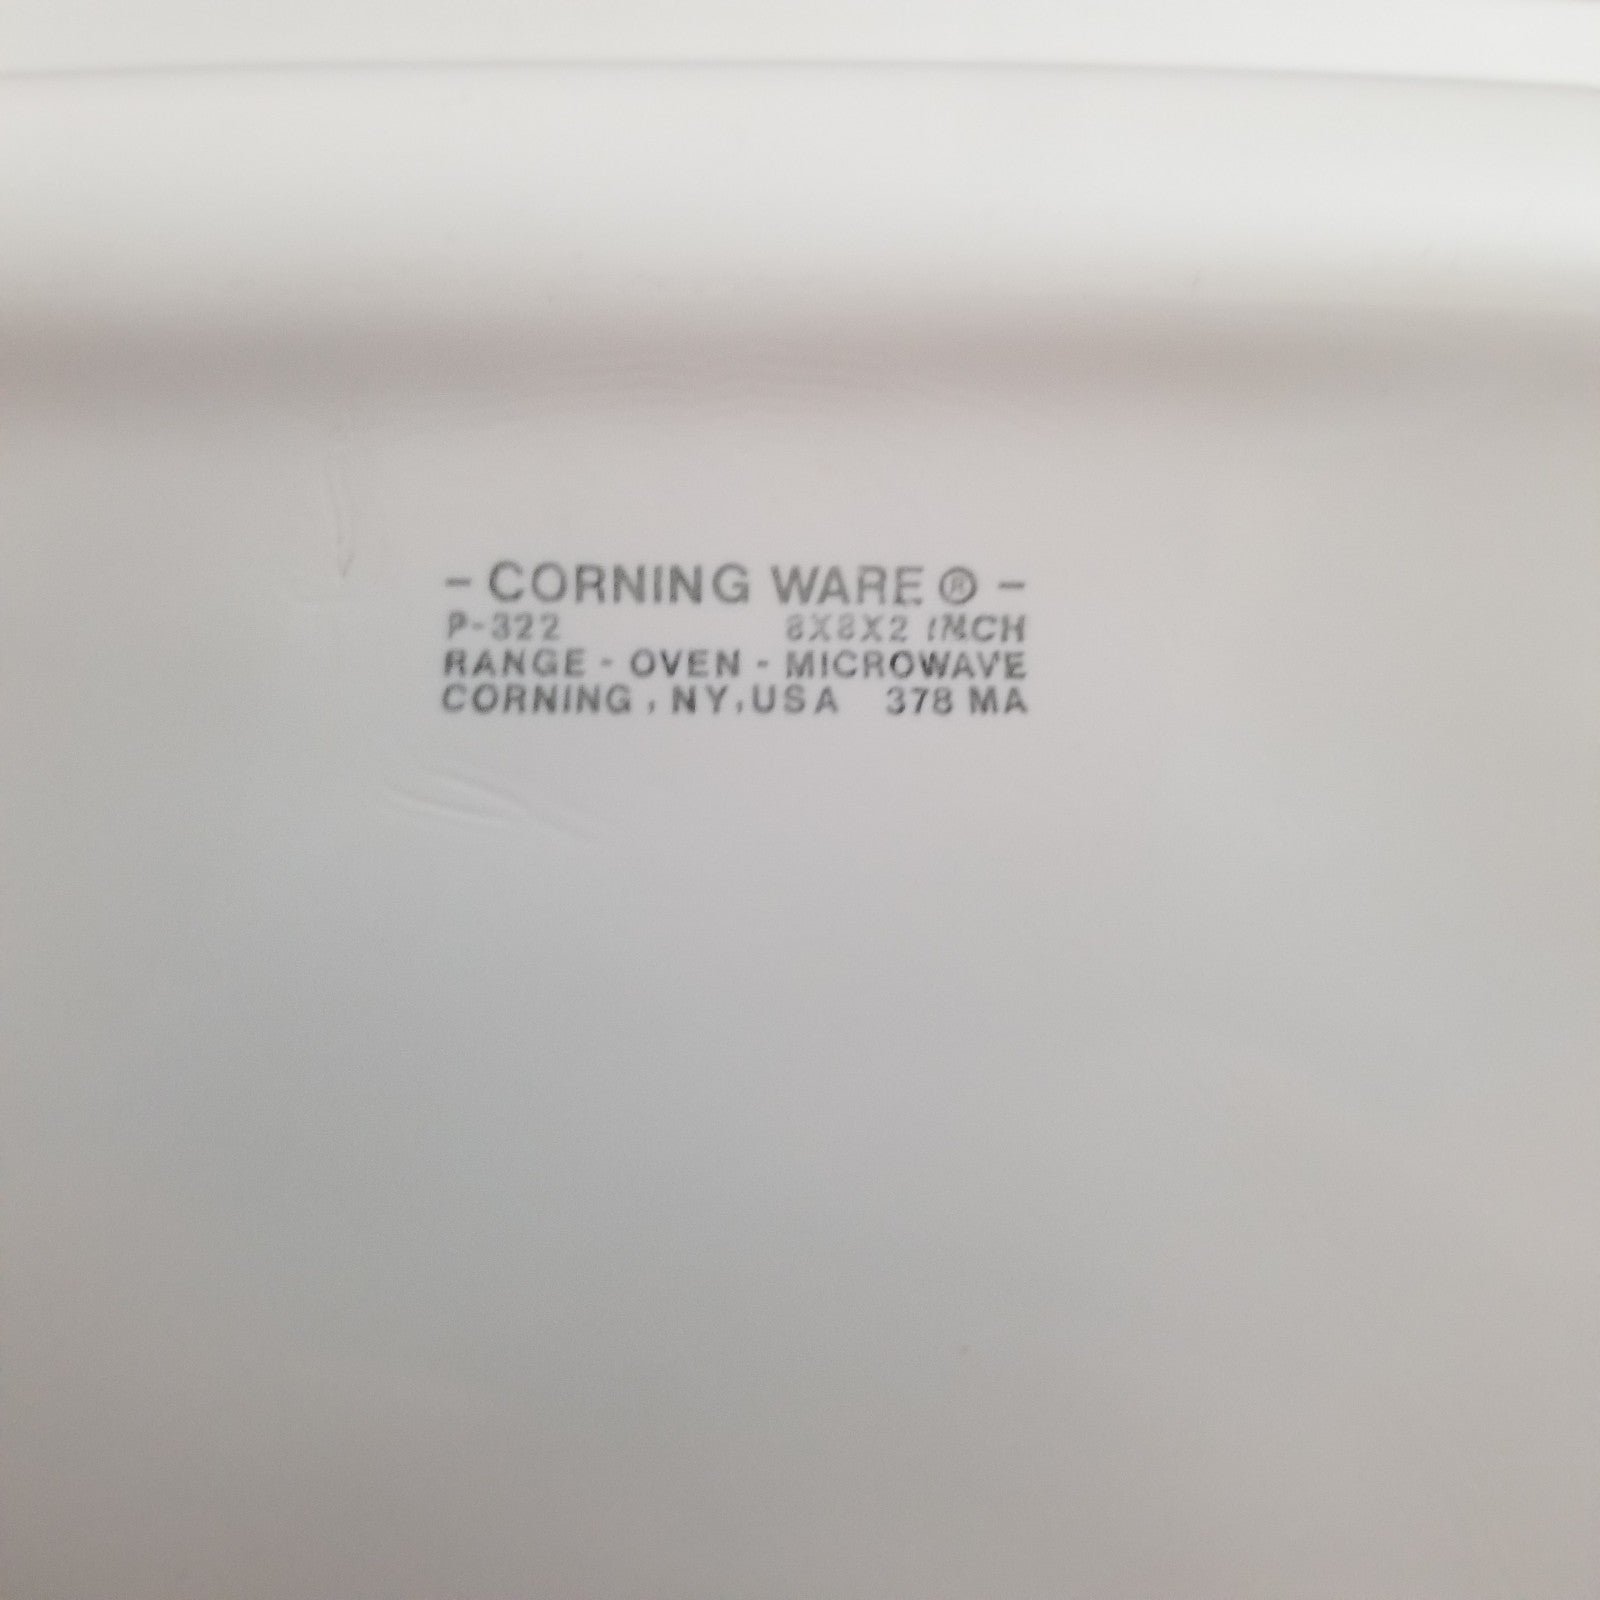 - CORNING WARE ® -
P-322 8X8X2 INCH
RANGE - OVEN - MICROWAVE
CORNING, NY, USA 378 MA